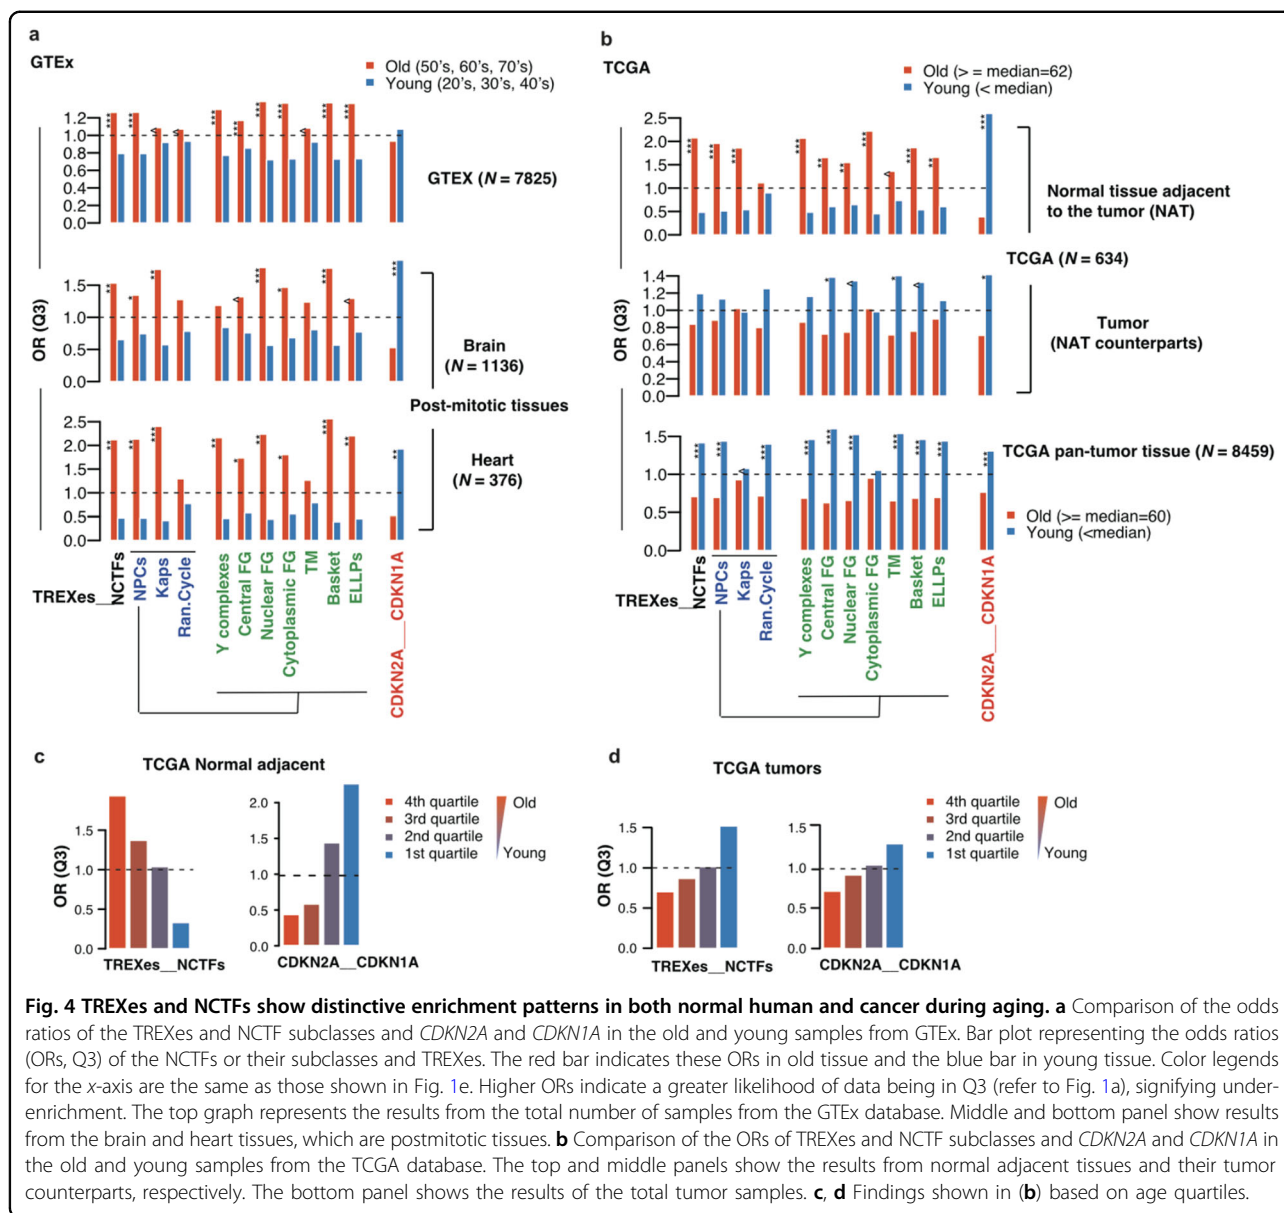 a
GTEx
Old (50's, 60's, 70's)
Young (20's, 30's, 40's)
OR (Q3)
1.2
1.0
0.8
0.6
0.4
0.2
0.0
*** *** < < *** *** *** *** < *** ***
GTEX (N = 7825)
1.5
1.0
0.5
0.0
** * ** < *** * *** < ***
Brain
(N = 1136)
Post-mitotic tissues
2.5
2.0
1.5
1.0
0.5
0.0
** ** *** ** * ** * *** ** **
Heart
(N = 376)
TREXes__
NCTFs
NPCs
Kaps
Ran.Cycle
Y complexes
Central FG
Nuclear FG
Cytoplasmic FG
TM
Basket
ELLPs
CDKN2A___CDKN1A
b
TCGA
Old (> = median=62)
Young (< median)
OR (Q3)
2.5
2.0
1.5
1.0
0.5
0.0
*** *** *** *** ** ** *** < *** ** ***
Normal tissue adjacent
to the tumor (NAT)
TCGA (N = 634)
1.4
1.2
1.0
0.8
0.6
0.4
0.2
0.0
* < * < *
Tumor
(NAT counterparts)
1.5
1.0
0.5
0.0
*** *** < *** *** *** *** *** *** *** ***
TCGA pan-tumor tissue (N = 8459)
Old (>= median=60)
Young (<median)
TREXes__
NCTFs
NPCs
Kaps
Ran.Cycle
Y complexes
Central FG
Nuclear FG
Cytoplasmic FG
TM
Basket
ELLPs
CDKN2A___CDKN1A
c
TCGA Normal adjacent
OR (Q3)
1.5
1.0
0.5
0.0
TREXes__NCTFs
2.0
1.5
1.0
0.5
0.0
CDKN2A__CDKN1A
4th quartile
3rd quartile
2nd quartile
1st quartile
Old
Young
d
TCGA tumors
OR (Q3)
1.5
1.0
0.5
0.0
TREXes__NCTFs
1.5
1.0
0.5
0.0
CDKN2A__CDKN1A
4th quartile
3rd quartile
2nd quartile
1st quartile
Old
Young
Fig. 4 TREXes and NCTFs show distinctive enrichment patterns in both normal human and cancer during aging. a Comparison of the odds
ratios of the TREXes and NCTF subclasses and CDKN2A and CDKN1A in the old and young samples from GTEx. Bar plot representing the odds ratios
(ORs, Q3) of the NCTFs or their subclasses and TREXes. The red bar indicates these ORs in old tissue and the blue bar in young tissue. Color legends
for the x-axis are the same as those shown in Fig. 1e. Higher ORs indicate a greater likelihood of data being in Q3 (refer to Fig. 1a), signifying under-
enrichment. The top graph represents the results from the total number of samples from the GTEx database. Middle and bottom panel show results
from the brain and heart tissues, which are postmitotic tissues. b Comparison of the ORs of TREXes and NCTF subclasses and CDKN2A and CDKN1A in
the old and young samples from the TCGA database. The top and middle panels show the results from normal adjacent tissues and their tumor
counterparts, respectively. The bottom panel shows the results of the total tumor samples. c, d Findings shown in (b) based on age quartiles.